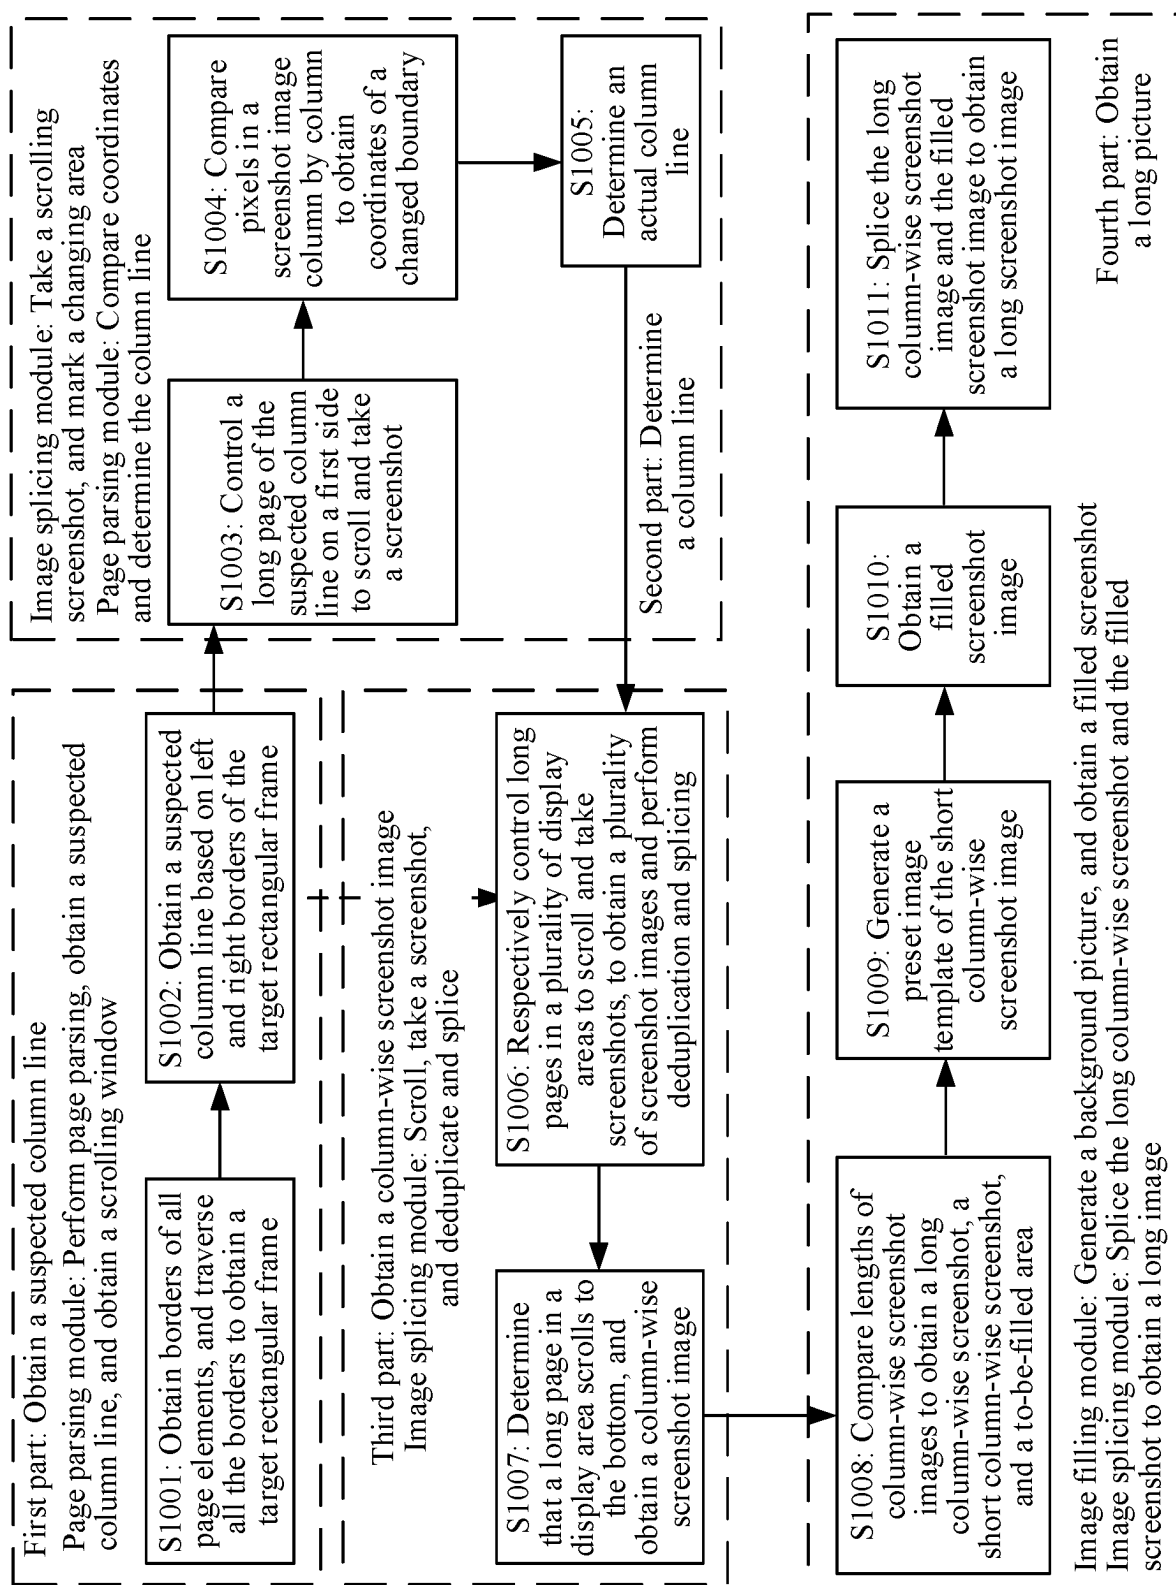 First part: Obtain a suspected column line
Page parsing module: Perform page parsing, obtain a suspected
column line, and obtain a scrolling window
S1001: Obtain borders of all
page elements, and traverse
all the borders to obtain a
target rectangular frame
S1002: Obtain a suspected
column line based on left
and right borders of the
target rectangular frame
Image splicing module: Take a scrolling
screenshot, and mark a changing area
Page parsing module: Compare coordinates
and determine the column line
S1003: Control a
long page of the
suspected column
line on a first side
to scroll and take
a screenshot
S1004: Compare
pixels in a
screenshot image
column by column
to obtain
coordinates of a
changed boundary
S1005:
Determine an
actual column
line
Second part: Determine
a column line
Third part: Obtain a column-wise screenshot image
Image splicing module: Scroll, take a screenshot,
and deduplicate and splice
S1006: Respectively control long
pages in a plurality of display
areas to scroll and take
screenshots, to obtain a plurality
of screenshot images and perform
deduplication and splicing
S1007: Determine
that a long page in a
display area scrolls to
the bottom, and
obtain a column-wise
screenshot image
S1008: Compare lengths of
column-wise screenshot
images to obtain a long
column-wise screenshot, a
short column-wise screenshot,
and a to-be-filled area
S1009: Generate a
preset image
template of the short
column-wise
screenshot image
S1010:
Obtain a
filled
screenshot
image
S1011: Splice the long
column-wise screenshot
image and the filled
screenshot image to obtain
a long screenshot image
Fourth part: Obtain
a long picture
Image filling module: Generate a background picture, and obtain a filled screenshot
Image splicing module: Splice the long column-wise screenshot and the filled
screenshot to obtain a long image